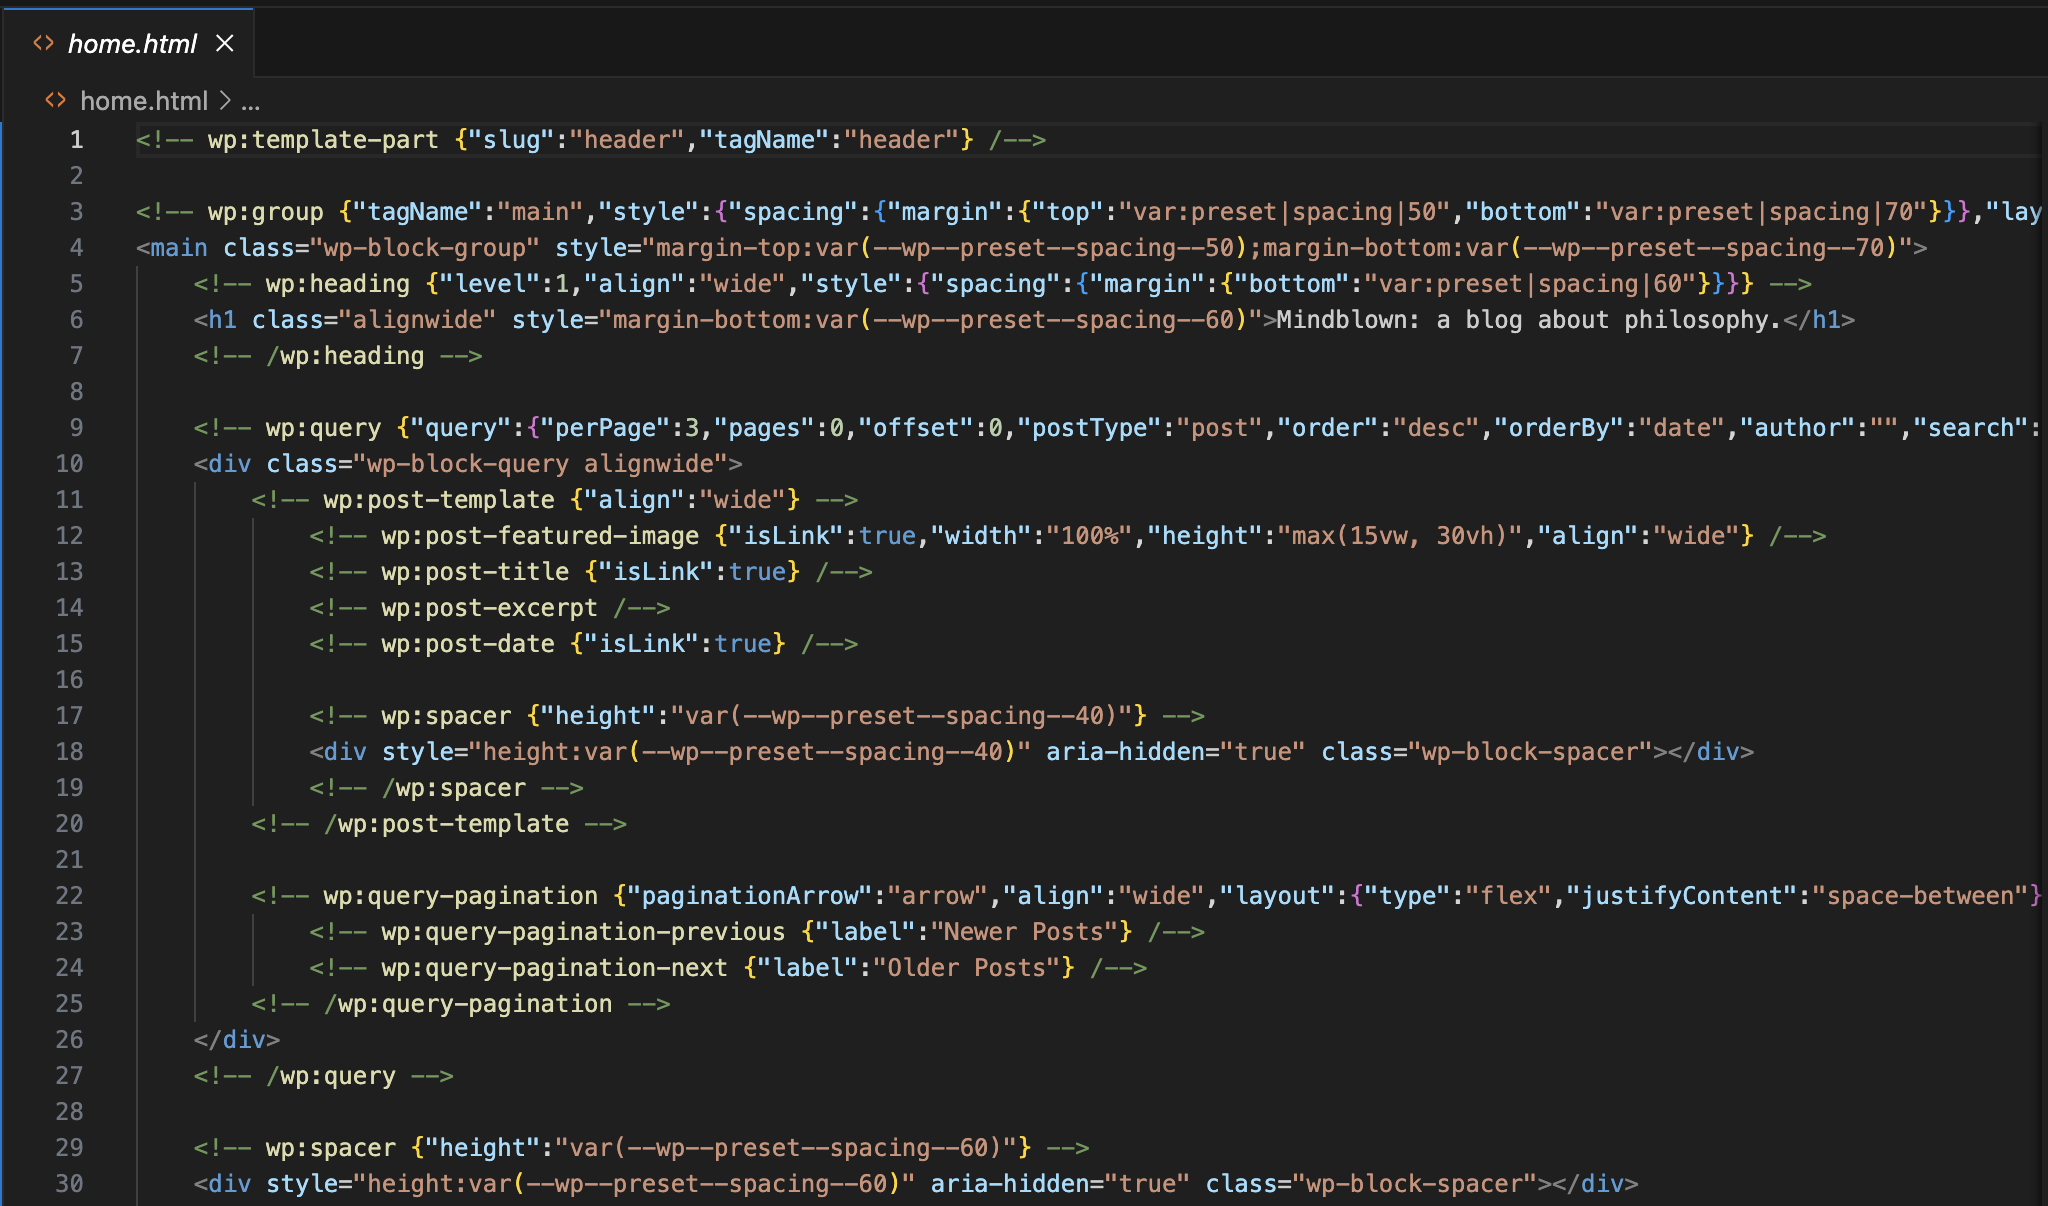 home.html
home.html > ...
1 <!-- wp:template-part {"slug":"header","tagName":"header"} /-->
2
3 <!-- wp:group {"tagName":"main","style":{"spacing":{"margin":{"top":"var:preset|spacing|50","bottom":"var:preset|spacing|70"}}},"lay
4 <main class="wp-block-group" style="margin-top:var(--wp--preset--spacing--50);margin-bottom:var(--wp--preset--spacing--70)">
5 <!-- wp:heading {"level":1,"align":"wide","style":{"spacing":{"margin":{"bottom":"var:preset|spacing|60"}}}} -->
6 <h1 class="alignwide" style="margin-bottom:var(--wp--preset--spacing--60)">Mindblown: a blog about philosophy.</h1>
7 <!-- /wp:heading -->
8
9 <!-- wp:query {"query":{"perPage":3,"pages":0,"offset":0,"postType":"post","order":"desc","orderBy":"date","author":"","search":
10 <div class="wp-block-query alignwide">
11 <!-- wp:post-template {"align":"wide"} -->
12 <!-- wp:post-featured-image {"isLink":true,"width":"100%","height":"max(15vw, 30vh)","align":"wide"} /-->
13 <!-- wp:post-title {"isLink":true} /-->
14 <!-- wp:post-excerpt /-->
15 <!-- wp:post-date {"isLink":true} /-->
16
17 <!-- wp:spacer {"height":"var(--wp--preset--spacing--40)"} -->
18 <div style="height:var(--wp--preset--spacing--40)" aria-hidden="true" class="wp-block-spacer"></div>
19 <!-- /wp:spacer -->
20 <!-- /wp:post-template -->
21
22 <!-- wp:query-pagination {"paginationArrow":"arrow","align":"wide","layout":{"type":"flex","justifyContent":"space-between"}
23 <!-- wp:query-pagination-previous {"label":"Newer Posts"} /-->
24 <!-- wp:query-pagination-next {"label":"Older Posts"} /-->
25 <!-- /wp:query-pagination -->
26 </div>
27 <!-- /wp:query -->
28
29 <!-- wp:spacer {"height":"var(--wp--preset--spacing--60)"} -->
30 <div style="height:var(--wp--preset--spacing--60)" aria-hidden="true" class="wp-block-spacer"></div>